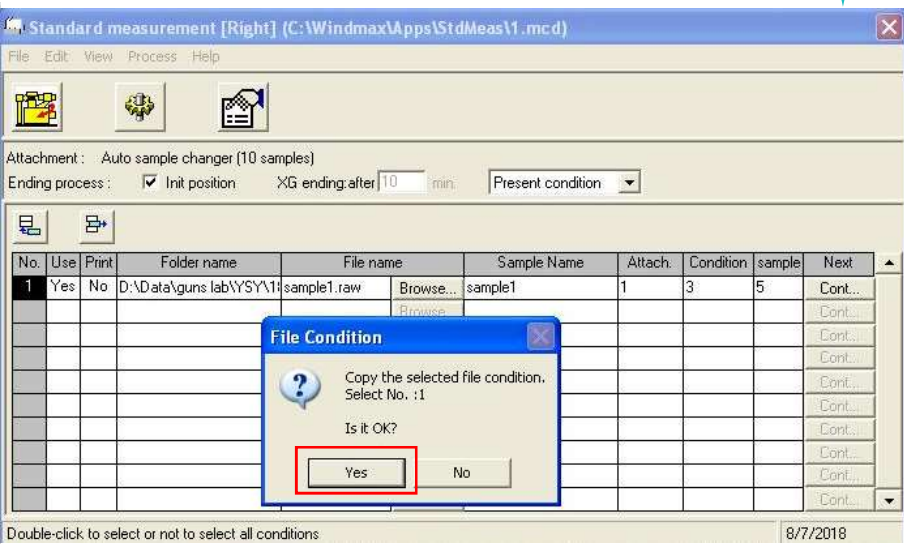 Standard measurement [Right] (C:\Windmax\Apps\StdMeas\1.mcd)
File Edit View Process Help
Attachment : Auto sample changer (10 samples)
Ending process : Init position XG ending:after 10 min. Present condition
No. Use Print Folder name File name Sample Name Attach. Condition sample Next
1 Yes No D:\Data\guns lab\YSY\1 sample1.raw Browse... sample1 1 3 5 Cont...
Browse... Cont...
File Condition
Cont...
Copy the selected file condition.
Cont...
Select No. :1
Cont...
Is it OK?
Cont...
Cont...
Yes No
Cont...
Cont...
Cont...
Double-click to select or not to select all conditions 8/7/2018